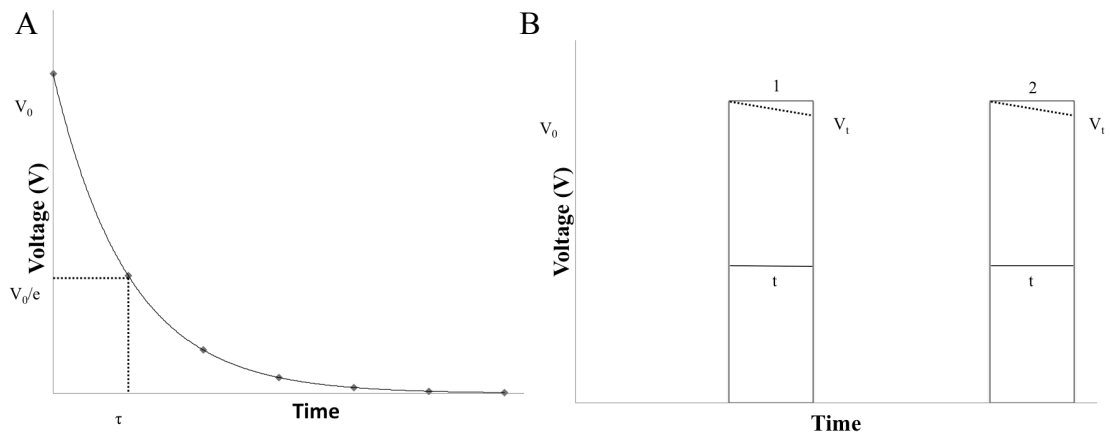 A
V₀
Voltage (V)
V₀/e
τ
Time
B
1
2
V₀
Vₜ
Vₜ
Voltage (V)
t
t
Time